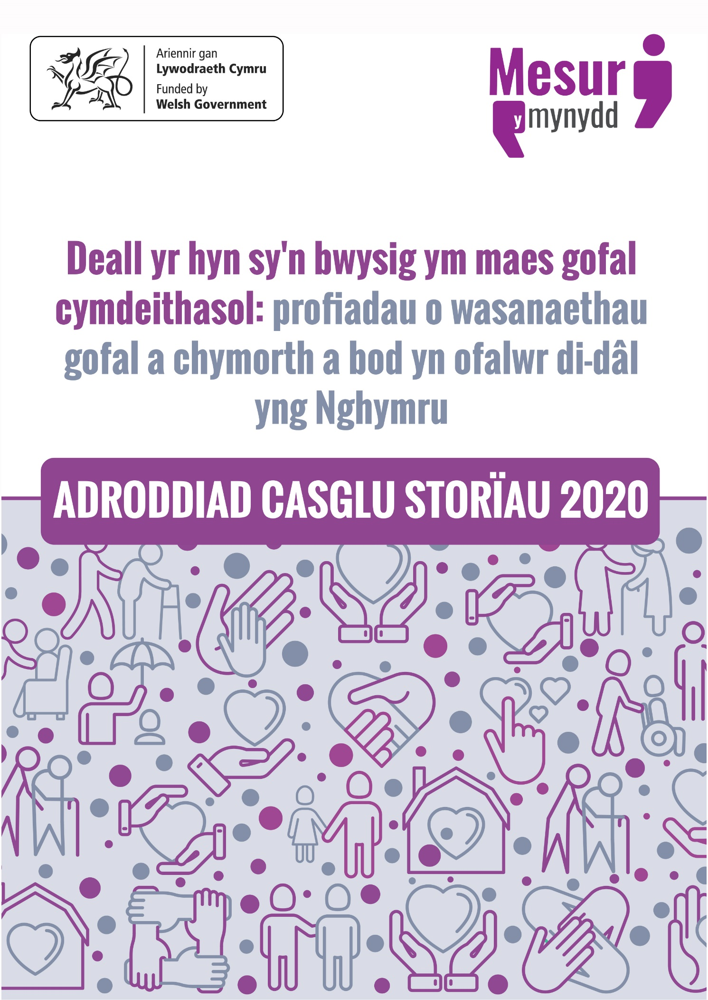 Ariennir gan
Lywodraeth Cymru
Funded by
Welsh Government
Mesur
y mynydd
Deall yr hyn sy'n bwysig ym maes gofal
cymdeithasol: profiadau o wasanaethau
gofal a chymorth a bod yn ofalwr di-dâl
yng Nghymru
ADRODDIAD CASGLU STORÏAU 2020